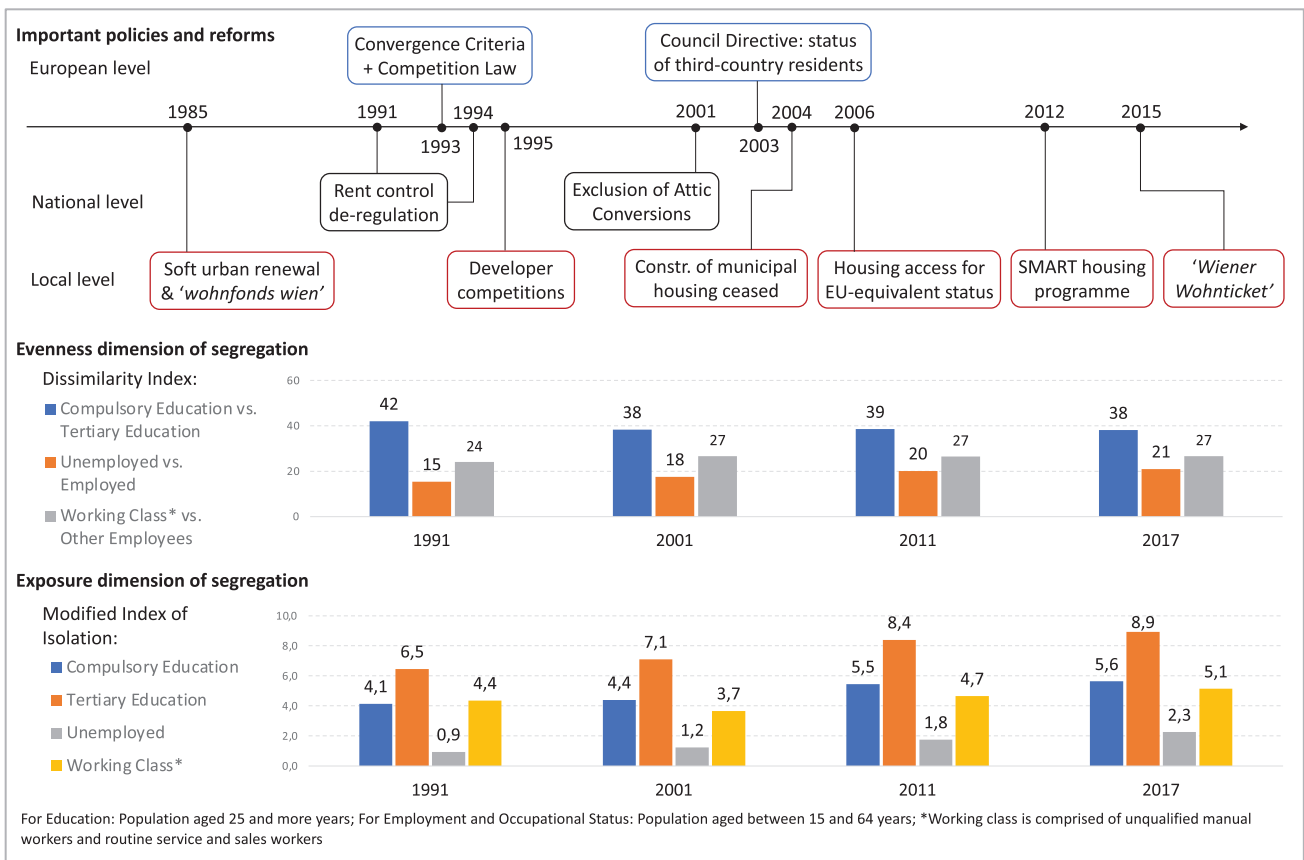 Important policies and reforms
European level
Convergence Criteria
+ Competition Law
Council Directive: status
of third-country residents
1985
1991
1993
1994
1995
2001
2003
2004
2006
2012
2015
National level
Rent control
de-regulation
Exclusion of Attic
Conversions
Local level
Soft urban renewal
& ‘wohnfonds wien’
Developer
competitions
Constr. of municipal
housing ceased
Housing access for
EU-equivalent status
SMART housing
programme
‘Wiener
Wohnticket’
Evenness dimension of segregation
Dissimilarity Index:
Compulsory Education vs.
Tertiary Education
Unemployed vs.
Employed
Working Class* vs.
Other Employees
60
40
20
0
42
15
24
38
18
27
39
20
27
38
21
27
1991
2001
2011
2017
Exposure dimension of segregation
Modified Index of
Isolation:
Compulsory Education
Tertiary Education
Unemployed
Working Class*
10,0
8,0
6,0
4,0
2,0
0,0
4,1
6,5
0,9
4,4
4,4
7,1
1,2
3,7
5,5
8,4
1,8
4,7
5,6
8,9
2,3
5,1
1991
2001
2011
2017
For Education: Population aged 25 and more years; For Employment and Occupational Status: Population aged between 15 and 64 years; *Working class is comprised of unqualified manual
workers and routine service and sales workers